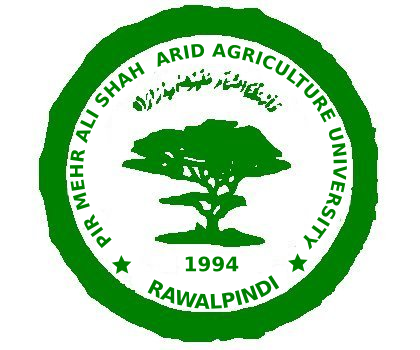 PIR MEHR ALI SHAH ARID AGRICULTURE UNIVERSITY
1994
RAWALPINDI